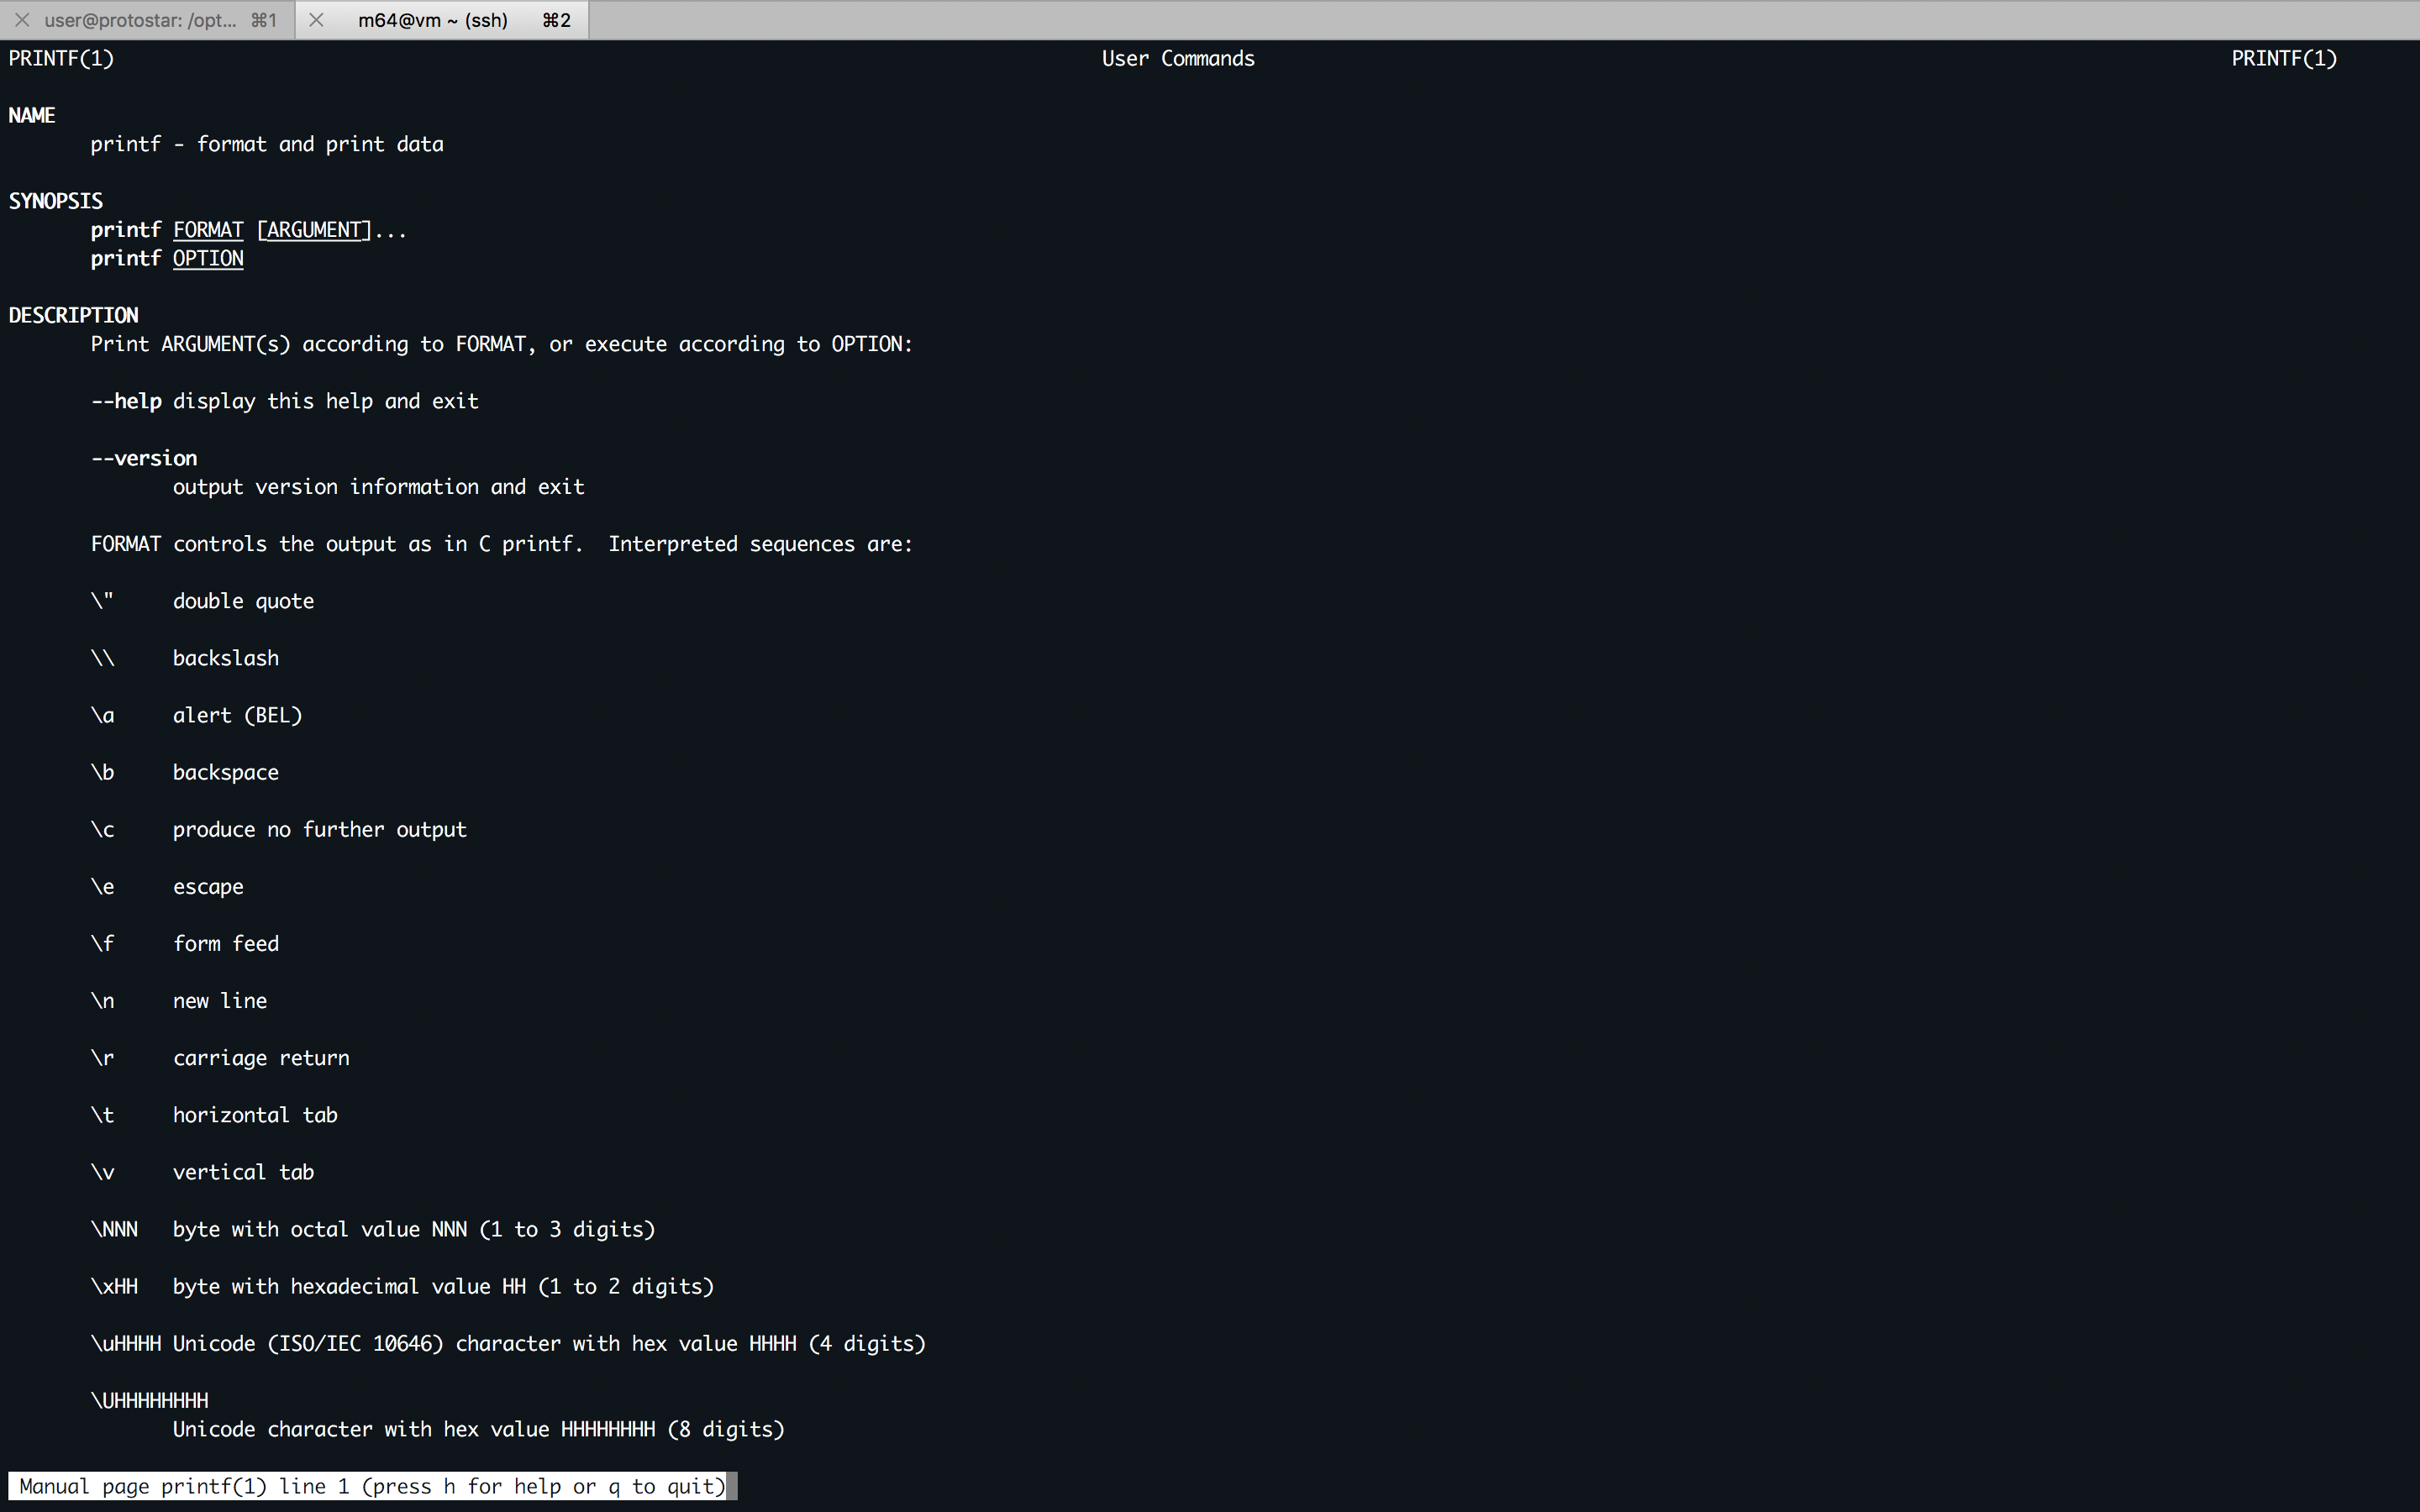 user@protostar: /opt... ⌘1 m64@vm ~ (ssh) ⌘2
PRINTF(1) User Commands PRINTF(1)
NAME
printf - format and print data
SYNOPSIS
printf FORMAT [ARGUMENT]...
printf OPTION
DESCRIPTION
Print ARGUMENT(s) according to FORMAT, or execute according to OPTION:
--help display this help and exit
--version
output version information and exit
FORMAT controls the output as in C printf.  Interpreted sequences are:
\" double quote
\\ backslash
\a alert (BEL)
\b backspace
\c produce no further output
\e escape
\f form feed
\n new line
\r carriage return
\t horizontal tab
\v vertical tab
\NNN byte with octal value NNN (1 to 3 digits)
\xHH byte with hexadecimal value HH (1 to 2 digits)
\uHHHH Unicode (ISO/IEC 10646) character with hex value HHHH (4 digits)
\UHHHHHHHH
Unicode character with hex value HHHHHHHH (8 digits)
Manual page printf(1) line 1 (press h for help or q to quit)